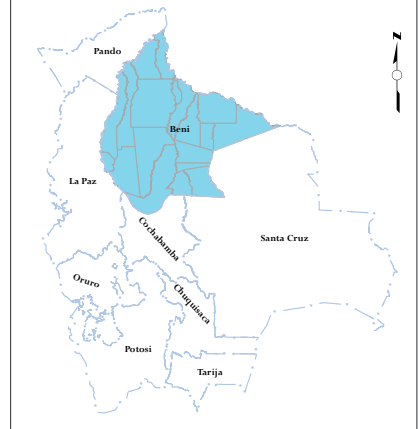 N
Pando
Beni
La Paz
Cochabamba
Santa Cruz
Oruro
Chuquisaca
Potosi
Tarija